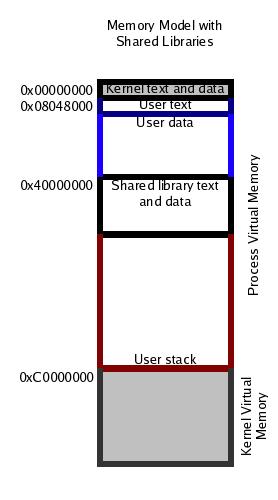 Memory Model with
Shared Libraries
0x00000000
Kernel text and data
0x08048000
User text
User data
0x40000000
Shared library text
and data
Process Virtual Memory
User stack
0xC0000000
Kernel Virtual
Memory